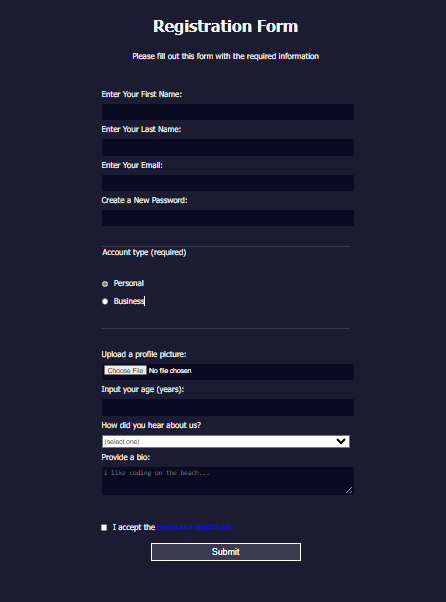 Registration Form
Please fill out this form with the required information
Enter Your First Name:
Enter Your Last Name:
Enter Your Email:
Create a New Password:
Account type (required)
Personal
Business
Upload a profile picture:
Choose File No file chosen
Input your age (years):
How did you hear about us?
(select one)
Provide a bio:
I like coding on the beach...
I accept the terms and conditions
Submit